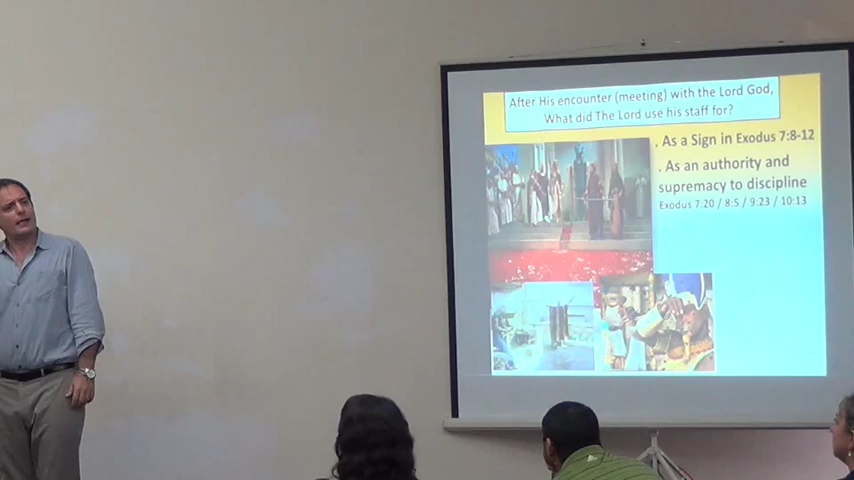 After His encounter (meeting) with the Lord God,
What did The Lord use his staff for?
. As a Sign in Exodus 7:8-12
. As an authority and
supremacy to discipline
Exodus 7:20 / 8:5 / 9:23 / 10:13